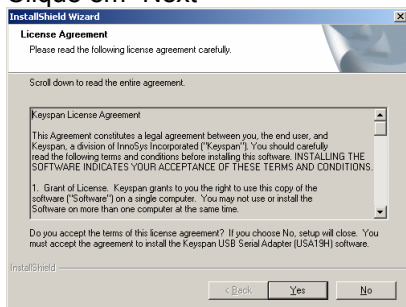 Clique em "Next"
InstallShield Wizard
License Agreement
Please read the following license agreement carefully.
Scroll down to read the entire agreement.
Keyspan License Agreement
This Agreement constitutes a legal agreement between you, the end user, and
Keyspan, a division of InnoSys Incorporated ("Keyspan"). You should carefully
read the following terms and conditions before installing this software. INSTALLING THE
SOFTWARE INDICATES YOUR ACCEPTANCE OF THESE TERMS AND CONDITIONS.
1. Grant of License. Keyspan grants to you the right to use this copy of the
software ("Software") on a single computer. You may not use or install the
Software on more than one computer at the same time.
Do you accept the terms of this license agreement? If you choose No, setup will close. You
must accept the agreement to install the Keyspan USB Serial Adapter (USA19H) software.
InstallShield
< Back
Yes
No